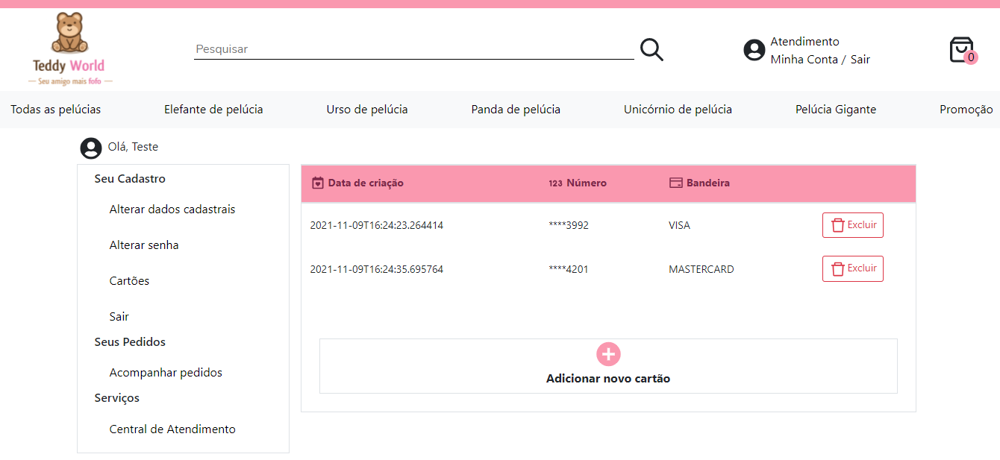 Teddy World
Seu amigo mais fofo
Pesquisar
Atendimento
Minha Conta / Sair
0
Todas as pelúcias Elefante de pelúcia Urso de pelúcia Panda de pelúcia Unicórnio de pelúcia Pelúcia Gigante Promoção
Olá, Teste
Seu Cadastro
Alterar dados cadastrais
Alterar senha
Cartões
Sair
Seus Pedidos
Acompanhar pedidos
Serviços
Central de Atendimento
Data de criação 123 Número Bandeira
2021-11-09T16:24:23.264414 ****3992 VISA Excluir
2021-11-09T16:24:35.695764 ****4201 MASTERCARD Excluir
Adicionar novo cartão